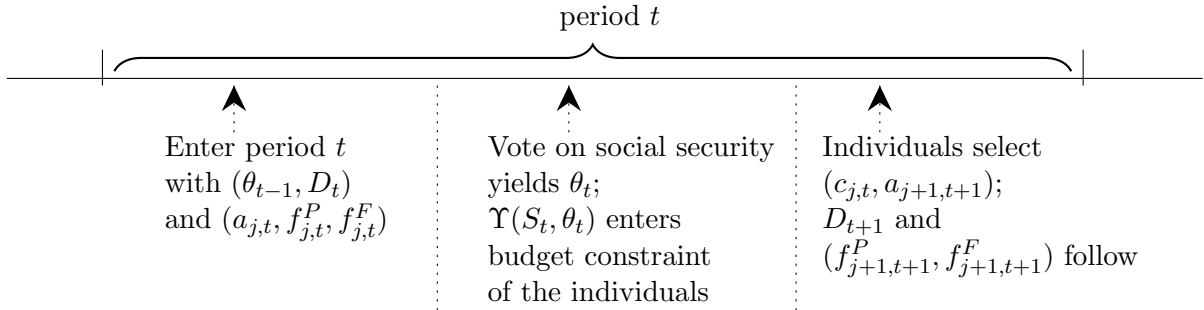 period t
Enter period t
with (θ_{t−1}, D_t)
and (a_{j,t}, f^P_{j,t}, f^F_{j,t})
Vote on social security
yields θ_t;
Υ(S_t, θ_t) enters
budget constraint
of the individuals
Individuals select
(c_{j,t}, a_{j+1,t+1});
D_{t+1} and
(f^P_{j+1,t+1}, f^F_{j+1,t+1}) follow